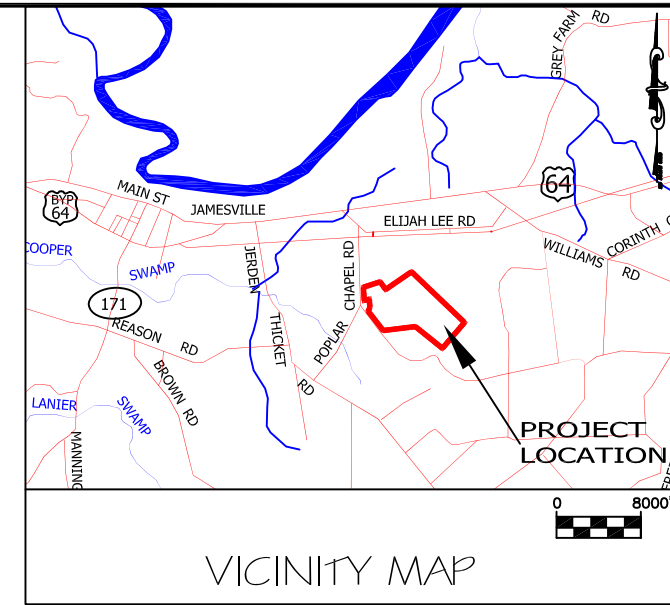 GREY FARM RD
BYP
64
MAIN ST
JAMESVILLE
64
ELIJAH LEE RD
COOPER
SWAMP
JERDEN
THICKET
RD
POPLAR
CHAPEL RD
WILLIAMS
RD
CORINTH
171
REASON RD
BROWN RD
LANIER
SWAMP
MANNING
PROJECT
LOCATION
0 8000'
VICINITY MAP